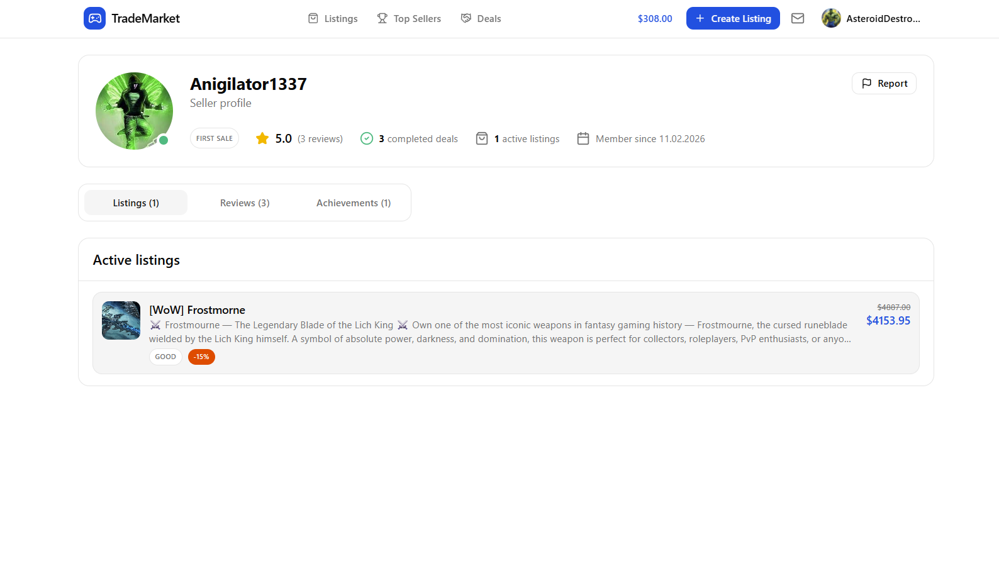 TradeMarket
Listings
Top Sellers
Deals
$308.00
Create Listing
AsteroidDestro...
Anigilator1337
Seller profile
Report
FIRST SALE
5.0 (3 reviews)
3 completed deals
1 active listings
Member since 11.02.2026
Listings (1)
Reviews (3)
Achievements (1)
Active listings
[WoW] Frostmorne
⚔️ Frostmourne — The Legendary Blade of the Lich King ⚔️ Own one of the most iconic weapons in fantasy gaming history — Frostmourne, the cursed runeblade
wielded by the Lich King himself. A symbol of absolute power, darkness, and domination, this weapon is perfect for collectors, roleplayers, PvP enthusiasts, or anyo...
GOOD
-15%
$4887.00
$4153.95